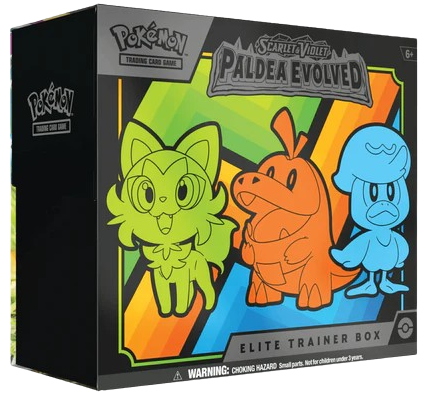 POKÉMON
TRADING CARD GAME
SCARLET & VIOLET
PALDEA EVOLVED
6+
POKÉMON
TRADING CARD GAME
ELITE TRAINER BOX
WARNING: CHOKING HAZARD Small parts. Not for children under 3 years.